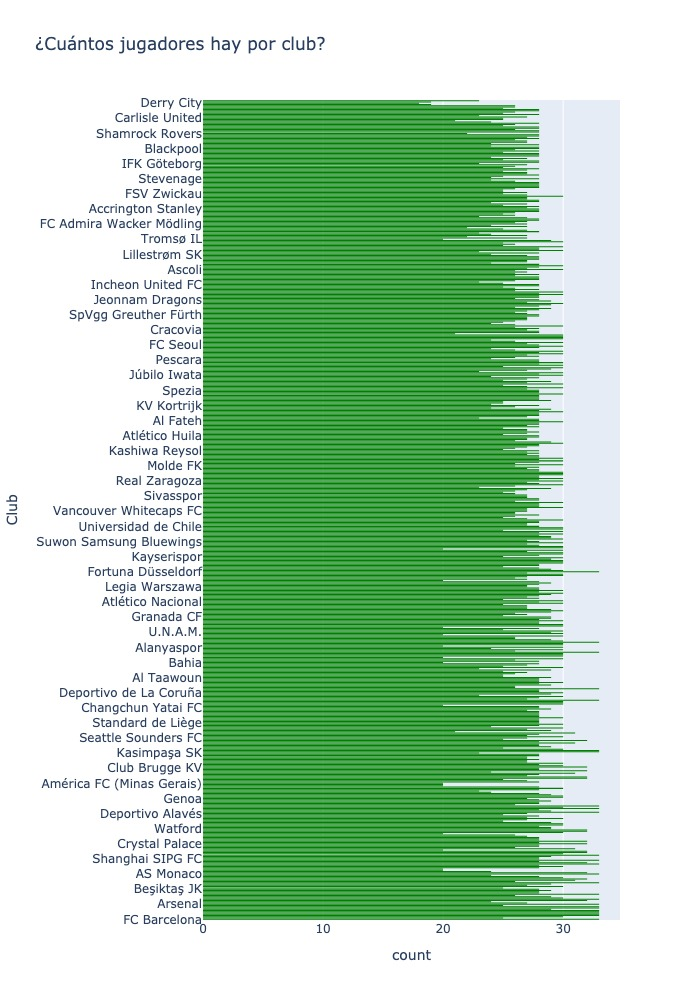 ¿Cuántos jugadores hay por club?
Derry City
Carlisle United
Shamrock Rovers
Blackpool
IFK Göteborg
Stevenage
FSV Zwickau
Accrington Stanley
FC Admira Wacker Mödling
Tromsø IL
Lillestrøm SK
Ascoli
Incheon United FC
Jeonnam Dragons
SpVgg Greuther Fürth
Cracovia
FC Seoul
Pescara
Júbilo Iwata
Spezia
KV Kortrijk
Al Fateh
Atlético Huila
Kashiwa Reysol
Molde FK
Real Zaragoza
Sivasspor
Vancouver Whitecaps FC
Universidad de Chile
Suwon Samsung Bluewings
Kayserispor
Fortuna Düsseldorf
Legia Warszawa
Atlético Nacional
Granada CF
U.N.A.M.
Alanyaspor
Bahia
Al Taawoun
Deportivo de La Coruña
Changchun Yatai FC
Standard de Liège
Seattle Sounders FC
Kasimpaşa SK
Club Brugge KV
América FC (Minas Gerais)
Genoa
Deportivo Alavés
Watford
Crystal Palace
Shanghai SIPG FC
AS Monaco
Beşiktaş JK
Arsenal
FC Barcelona
Club
0 10 20 30
count